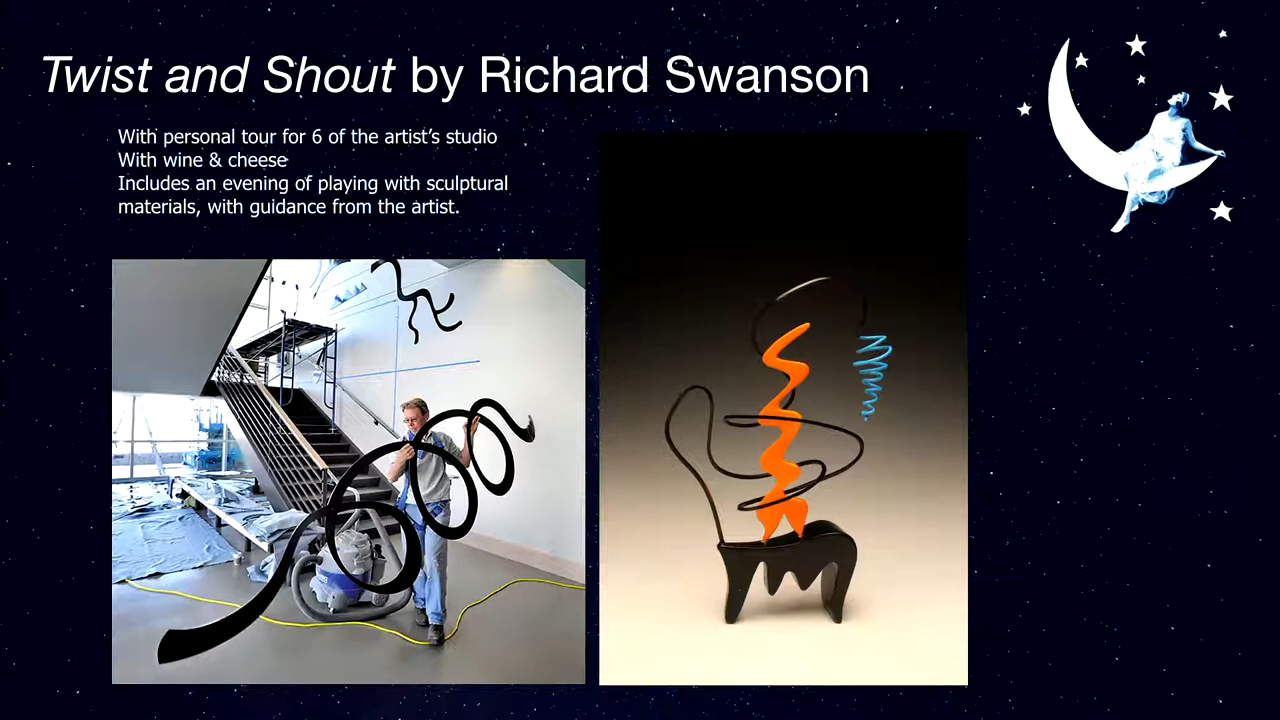 Twist and Shout by Richard Swanson
With personal tour for 6 of the artist’s studio
With wine & cheese
Includes an evening of playing with sculptural
materials, with guidance from the artist.